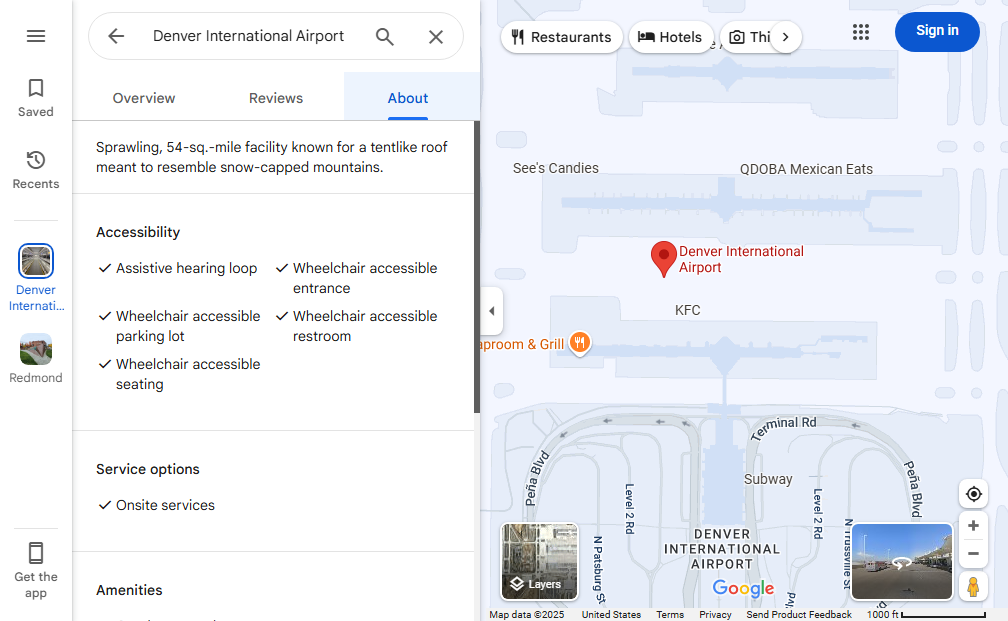 Denver International Airport
Restaurants
Hotels
Thi
Sign in
Saved
Recents
Denver
Internati...
Redmond
Get the
app
Overview
Reviews
About
Sprawling, 54-sq.-mile facility known for a tentlike roof
meant to resemble snow-capped mountains.
Accessibility
Assistive hearing loop
Wheelchair accessible
entrance
Wheelchair accessible
parking lot
Wheelchair accessible
restroom
Wheelchair accessible
seating
Service options
Onsite services
Amenities
See's Candies
QDOBA Mexican Eats
Denver International
Airport
KFC
aproom & Grill
Terminal Rd
Peña Blvd
Peña Blvd
Subway
Level 2 Rd
Level 2 Rd
N Patsburg St
N Trussville St
DENVER
INTERNATIONAL
AIRPORT
Layers
Google
Map data ©2025
United States
Terms
Privacy
Send Product Feedback
1000 ft